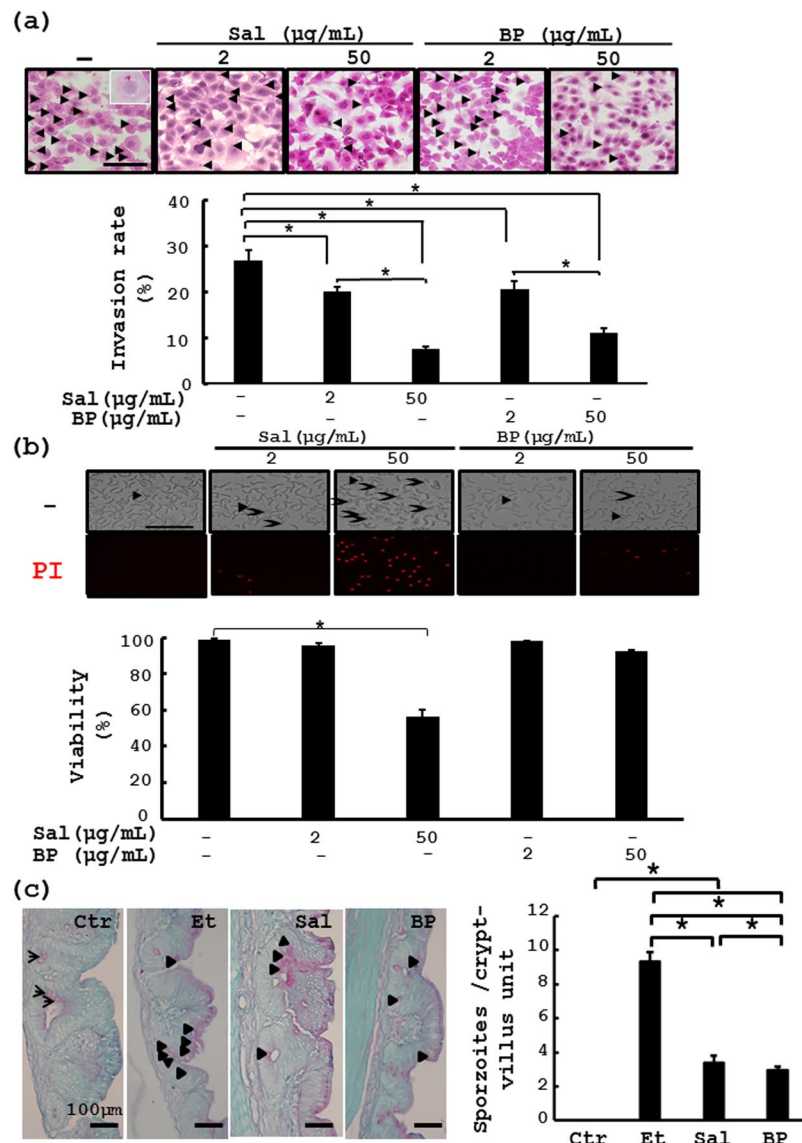 (a)
Sal (µg/mL) BP (µg/mL)
– 2 50 2 50
*
*
*
*
* *
Invasion rate
(%)
40
30
20
10
0
Sal(µg/mL) – 2 50 – –
BP(µg/mL) – – – 2 50
(b)
Sal(µg/mL) BP(µg/mL)
2 50 2 50
–
PI
*
Viability
(%)
100
80
60
40
20
0
Sal(µg/mL) – 2 50 – –
BP (µg/mL) – – – 2 50
(c)
Ctr Et Sal BP
100µm
*
*
* *
Sporzoites /crypt-
villus unit
12
10
8
6
4
2
0
Ctr Et Sal BP